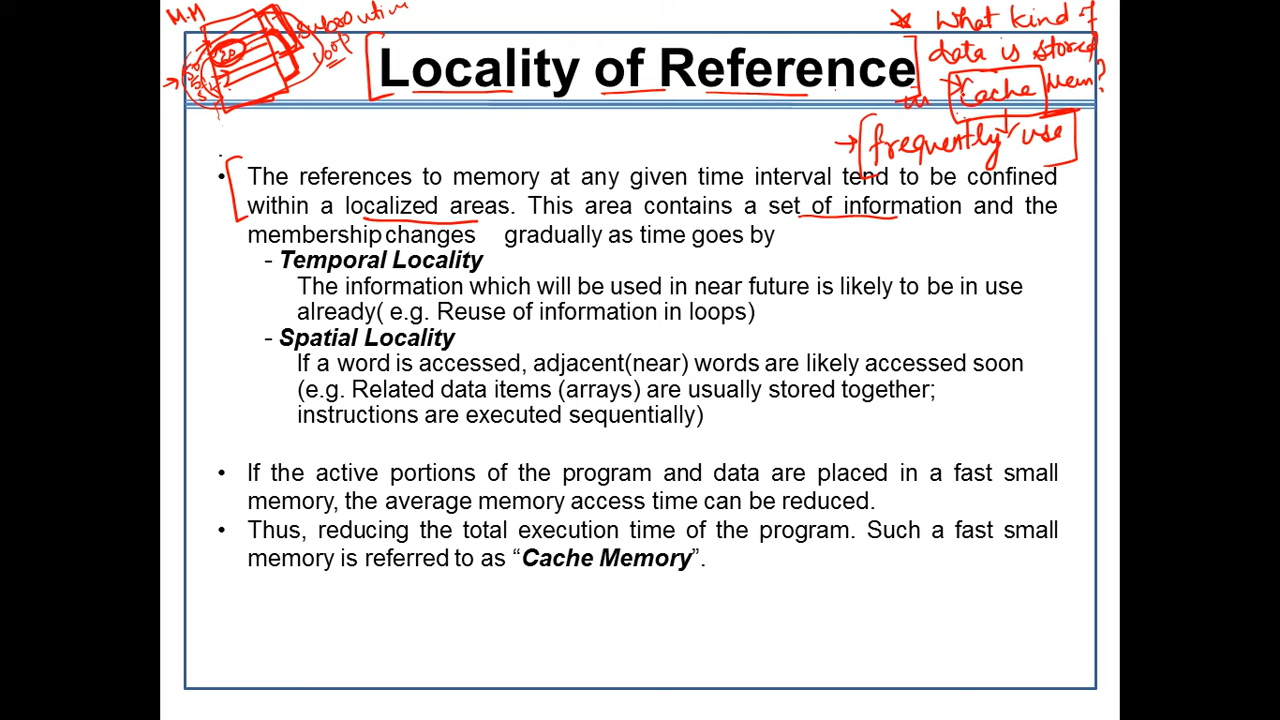 M.M
subroutine
loop
Locality of Reference
* What kind of
data is stored
in Cache Mem?
→ frequently use
• The references to memory at any given time interval tend to be confined
within a localized areas. This area contains a set of information and the
membership changes gradually as time goes by
- Temporal Locality
The information which will be used in near future is likely to be in use
already( e.g. Reuse of information in loops)
- Spatial Locality
If a word is accessed, adjacent(near) words are likely accessed soon
(e.g. Related data items (arrays) are usually stored together;
instructions are executed sequentially)
• If the active portions of the program and data are placed in a fast small
memory, the average memory access time can be reduced.
• Thus, reducing the total execution time of the program. Such a fast small
memory is referred to as “Cache Memory”.